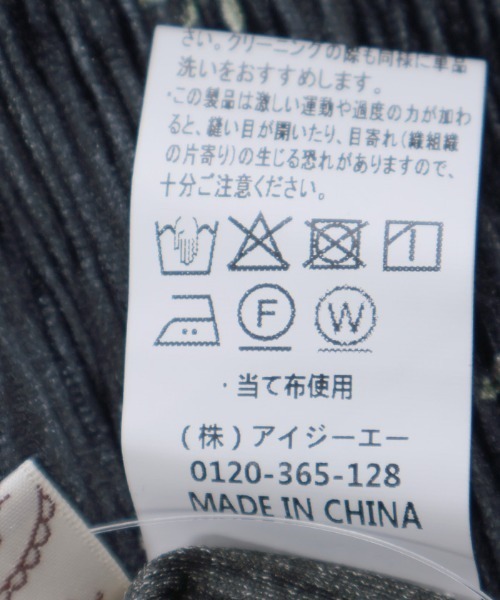 さい。クリーニングの際も同様に単品
洗いをおすすめします。
・この製品は激しい運動や過度の力が加わ
ると、縫い目が開いたり、目寄れ(織組織
の片寄り)の生じる恐れがありますので、
十分ご注意ください。
F W
・当て布使用
(株)アイジーエー
0120-365-128
MADE IN CHINA